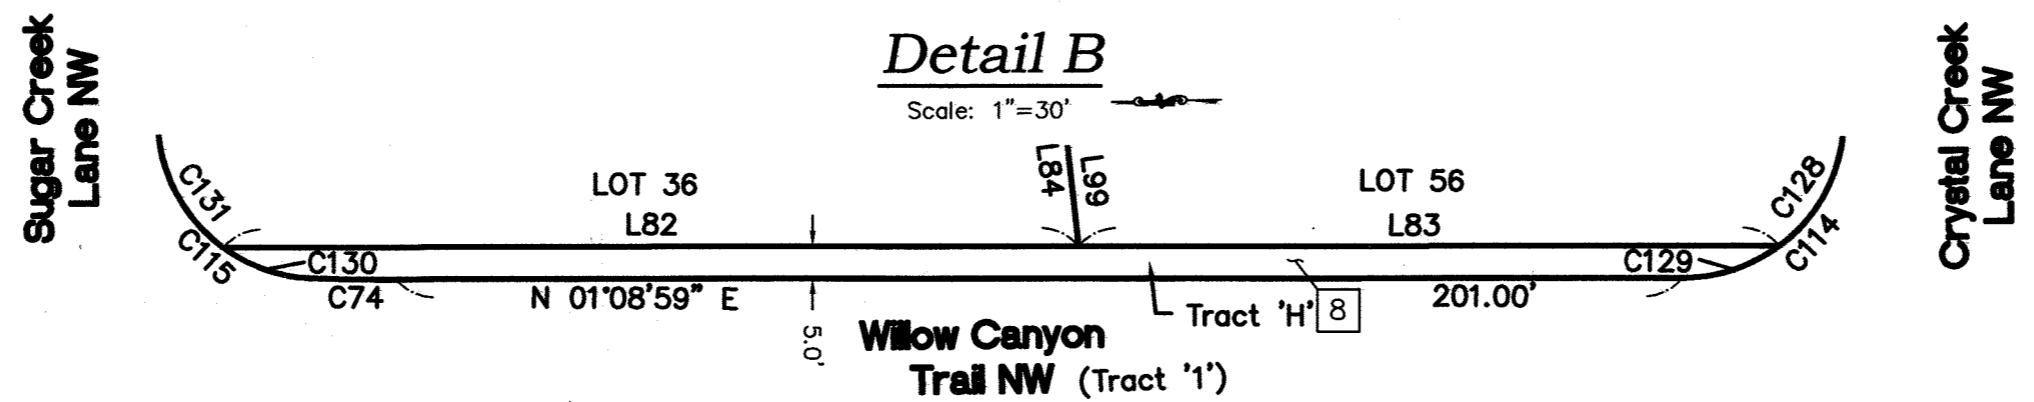 Sugar Creek
Lane NW
Detail B
Scale: 1"=30'
Crystal Creek
Lane NW
C131
C115
LOT 36
L82
L84
L99
LOT 56
L83
C128
C114
C130
C74
N 01°08'59" E
5.0'
C129
201.00'
Tract 'H' 8
Willow Canyon
Trail NW (Tract '1')